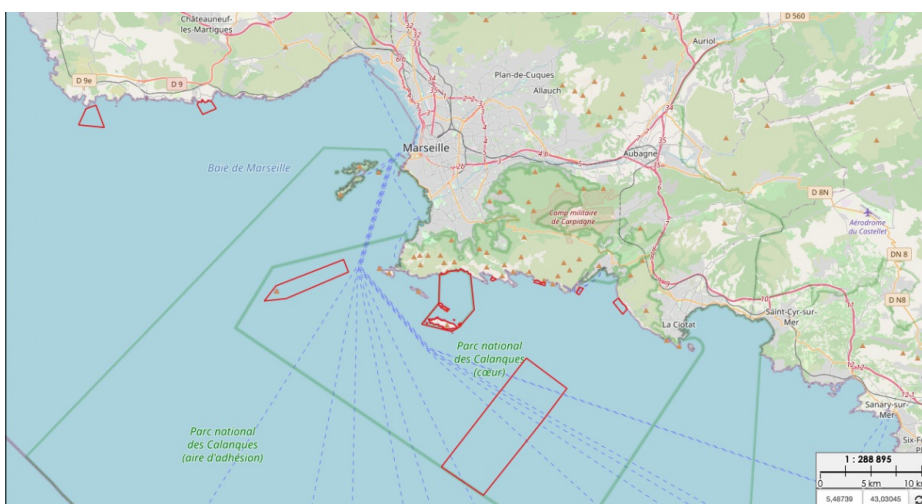 Châteauneuf-
les-Martigues
D 9e
D 9
D 560
Auriol
Plan-de-Cuques
Allauch
Marseille
Aubagne
Baie de Marseille
Camp militaire
de Carpiagne
D 8N
Aérodrome
du Castellet
DN 8
D N8
La Ciotat
Saint-Cyr-sur-
Mer
Parc national
des Calanques
(cœur)
Sanary-sur-
Mer
Six-F
Parc national
des Calanques
(aire d'adhésion)
1 : 288 895
0
5 km
10 k
5,48739
43,03045